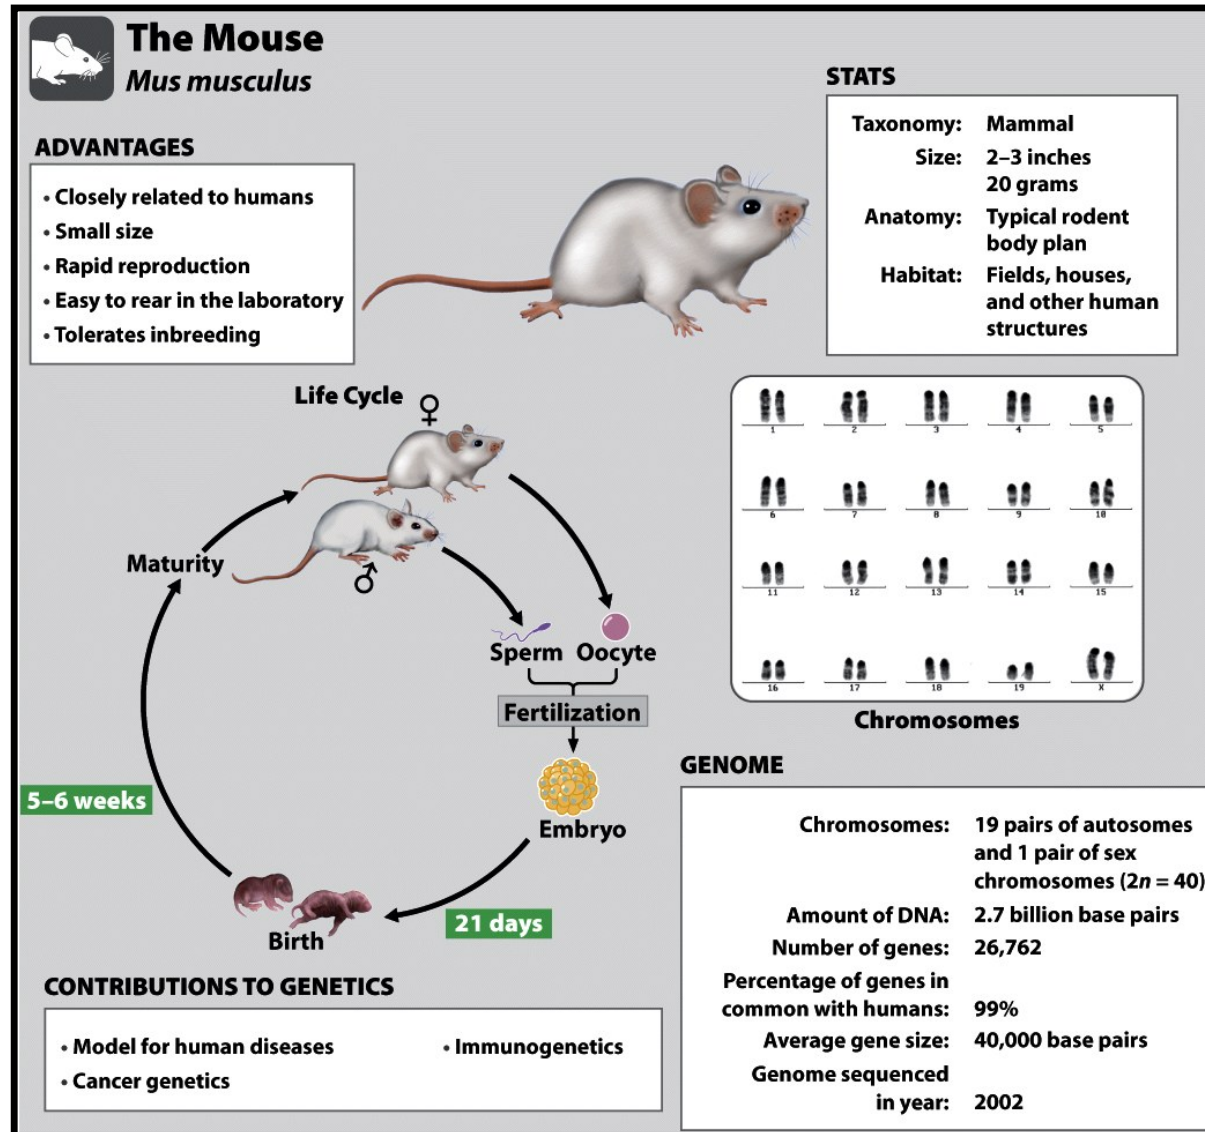 The Mouse
Mus musculus
ADVANTAGES
• Closely related to humans
• Small size
• Rapid reproduction
• Easy to rear in the laboratory
• Tolerates inbreeding
STATS
Taxonomy: Mammal
Size: 2–3 inches
20 grams
Anatomy: Typical rodent
body plan
Habitat: Fields, houses,
and other human
structures
Life Cycle ♀
♂
Maturity
Sperm Oocyte
Fertilization
Embryo
21 days
Birth
5–6 weeks
1 2 3 4 5
6 7 8 9 10
11 12 13 14 15
16 17 18 19 X
Chromosomes
GENOME
Chromosomes: 19 pairs of autosomes
and 1 pair of sex
chromosomes (2n = 40)
Amount of DNA: 2.7 billion base pairs
Number of genes: 26,762
Percentage of genes in
common with humans: 99%
Average gene size: 40,000 base pairs
Genome sequenced
in year: 2002
CONTRIBUTIONS TO GENETICS
• Model for human diseases
• Cancer genetics
• Immunogenetics